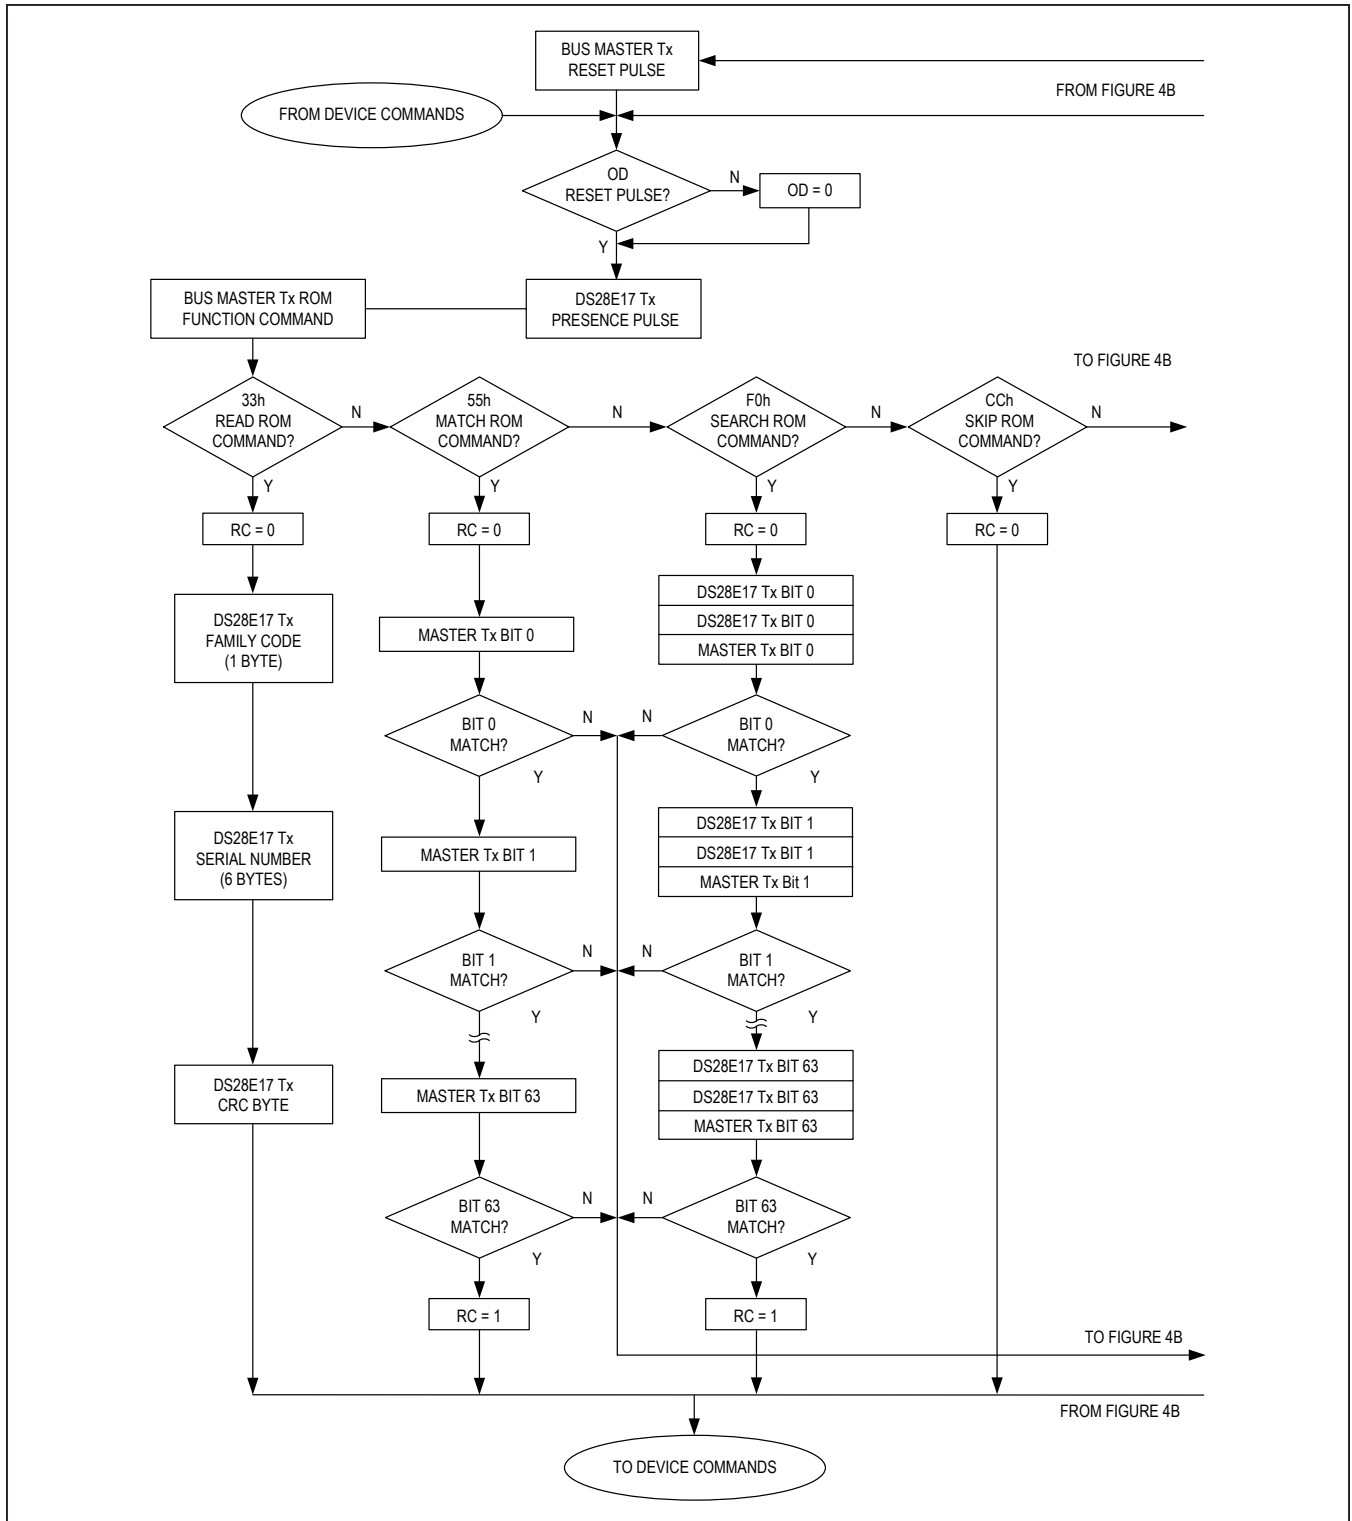 BUS MASTER Tx
RESET PULSE
FROM FIGURE 4B
FROM DEVICE COMMANDS
OD
RESET PULSE?
N
OD = 0
Y
BUS MASTER Tx ROM
FUNCTION COMMAND
DS28E17 Tx
PRESENCE PULSE
TO FIGURE 4B
33h
READ ROM
COMMAND?
N
55h
MATCH ROM
COMMAND?
N
F0h
SEARCH ROM
COMMAND?
N
CCh
SKIP ROM
COMMAND?
N
Y
Y
Y
Y
RC = 0
RC = 0
RC = 0
RC = 0
DS28E17 Tx
FAMILY CODE
(1 BYTE)
MASTER Tx BIT 0
DS28E17 Tx BIT 0
DS28E17 Tx BIT 0
MASTER Tx BIT 0
BIT 0
MATCH?
N
N
BIT 0
MATCH?
Y
Y
DS28E17 Tx
SERIAL NUMBER
(6 BYTES)
MASTER Tx BIT 1
DS28E17 Tx BIT 1
DS28E17 Tx BIT 1
MASTER Tx Bit 1
BIT 1
MATCH?
N
N
BIT 1
MATCH?
Y
Y
DS28E17 Tx
CRC BYTE
MASTER Tx BIT 63
DS28E17 Tx BIT 63
DS28E17 Tx BIT 63
MASTER Tx BIT 63
BIT 63
MATCH?
N
N
BIT 63
MATCH?
Y
Y
RC = 1
RC = 1
TO FIGURE 4B
FROM FIGURE 4B
TO DEVICE COMMANDS